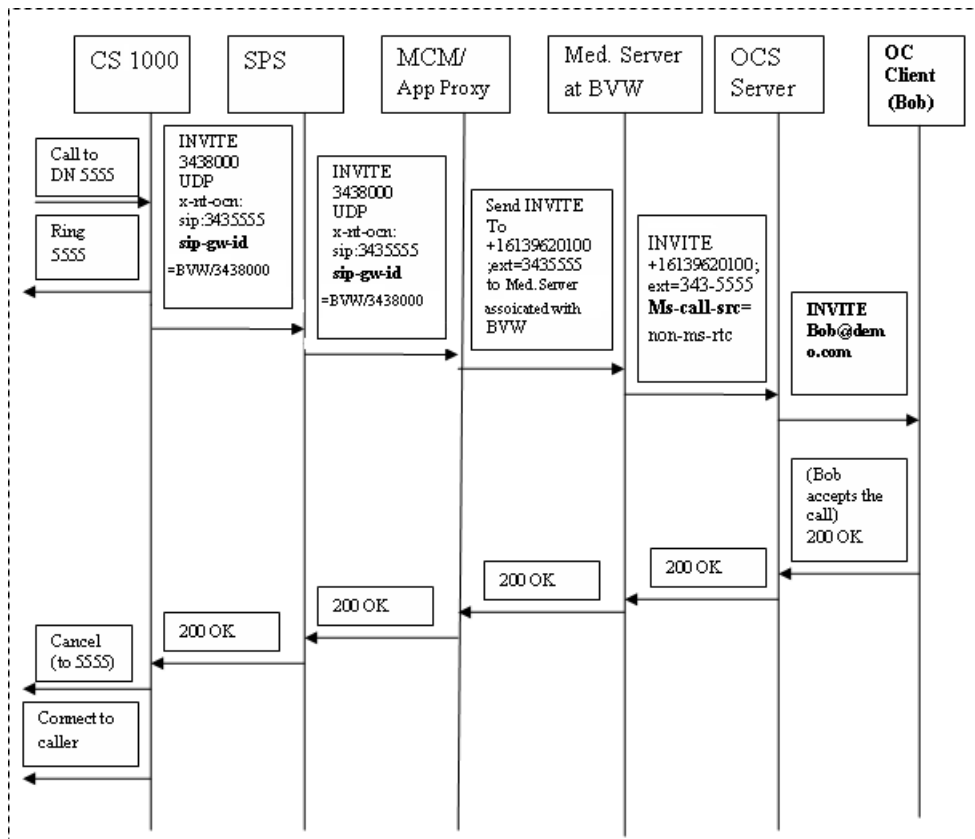 CS 1000
SPS
MCM/
App Proxy
Med. Server
at BVW
OCS
Server
OC
Client
(Bob)
Call to
DN 5555
Ring
5555
INVITE
3438000
UDP
x-nt-ocn:
sip:3435555
sip-gw-id
=BVW/3438000
INVITE
3438000
UDP
x-nt-ocn:
sip:3435555
sip-gw-id
=BVW/3438000
Send INVITE
To
+16139620100
;ext=3435555
to Med. Server
assoicated with
BVW
INVITE
+16139620100;
ext=343-5555
Ms-call-src=
non-ms-rtc
INVITE
Bob@dem
o.com
(Bob
accepts the
call)
200 OK
200 OK
200 OK
200 OK
200 OK
Cancel
(to 5555)
Connect to
caller